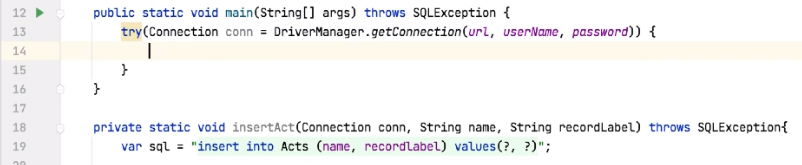 12 public static void main(String[] args) throws SQLException {
13 try(Connection conn = DriverManager.getConnection(url, userName, password)) {
14
15 }
16 }
17
18 private static void insertAct(Connection conn, String name, String recordLabel) throws SQLException{
19 var sql = "insert into Acts (name, recordlabel) values(?, ?)";